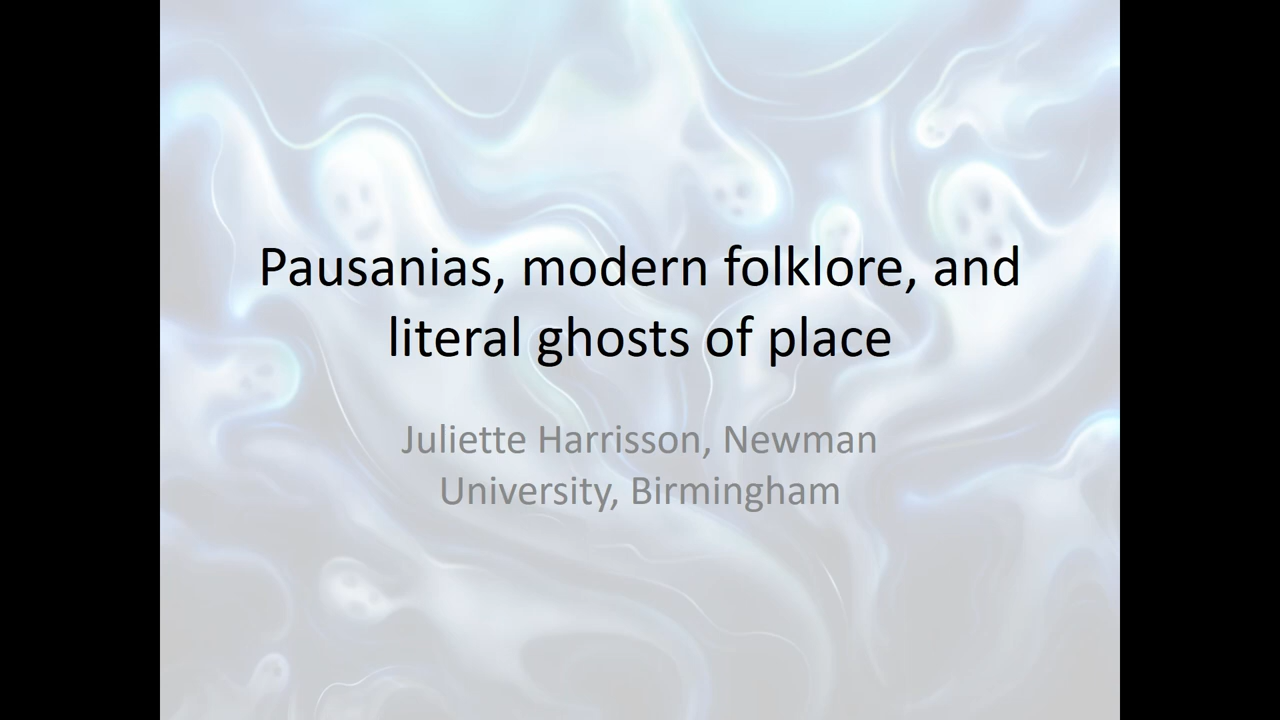 Pausanias, modern folklore, and
literal ghosts of place
Juliette Harrisson, Newman
University, Birmingham